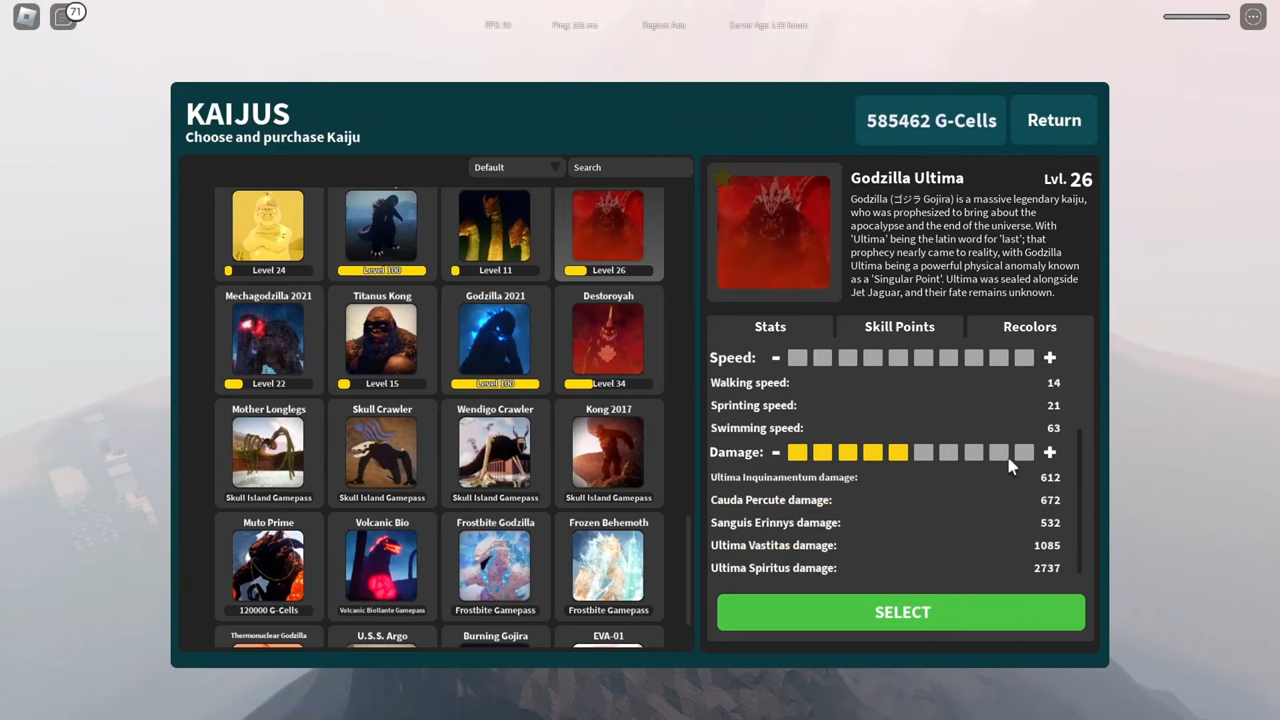 71
FPS: 60
Ping: 101 ms
Region: Asia
KAIJUS
Choose and purchase Kaiju
585462 G-Cells
Return
Default
Search
Level 24
Level 100
Level 11
Level 26
Mechagodzilla 2021
Titanus Kong
Godzilla 2021
Destoroyah
Level 22
Level 15
Level 100
Level 34
Mother Longlegs
Skull Crawler
Wendigo Crawler
Kong 2017
Skull Island Gamepass
Skull Island Gamepass
Skull Island Gamepass
Skull Island Gamepass
Muto Prime
Volcanic Bio
Frostbite Godzilla
Frozen Behemoth
120000 G-Cells
Volcanic Biollante Gamepass
Frostbite Gamepass
Frostbite Gamepass
Thermonuclear Godzilla
U.S.S. Argo
Burning Gojira
EVA-01
Godzilla Ultima
Lvl. 26
Godzilla (ゴジラ Gojira) is a massive legendary kaiju,
who was prophesized to bring about the
apocalypse and the end of the universe. With
'Ultima' being the latin word for 'last'; that
prophecy nearly came to reality, with Godzilla
Ultima being a powerful physical anomaly known
as a 'Singular Point'. Ultima was sealed alongside
Jet Jaguar, and their fate remains unknown.
Stats
Skill Points
Recolors
Speed: - +
Walking speed: 14
Sprinting speed: 21
Swimming speed: 63
Damage: - +
Ultima Inquinamentum damage: 612
Cauda Percute damage: 672
Sanguis Erinnys damage: 532
Ultima Vastitas damage: 1085
Ultima Spiritus damage: 2737
SELECT